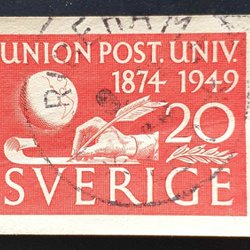 UNION POST. UNIV.
1874 1949
20
SVERIGE